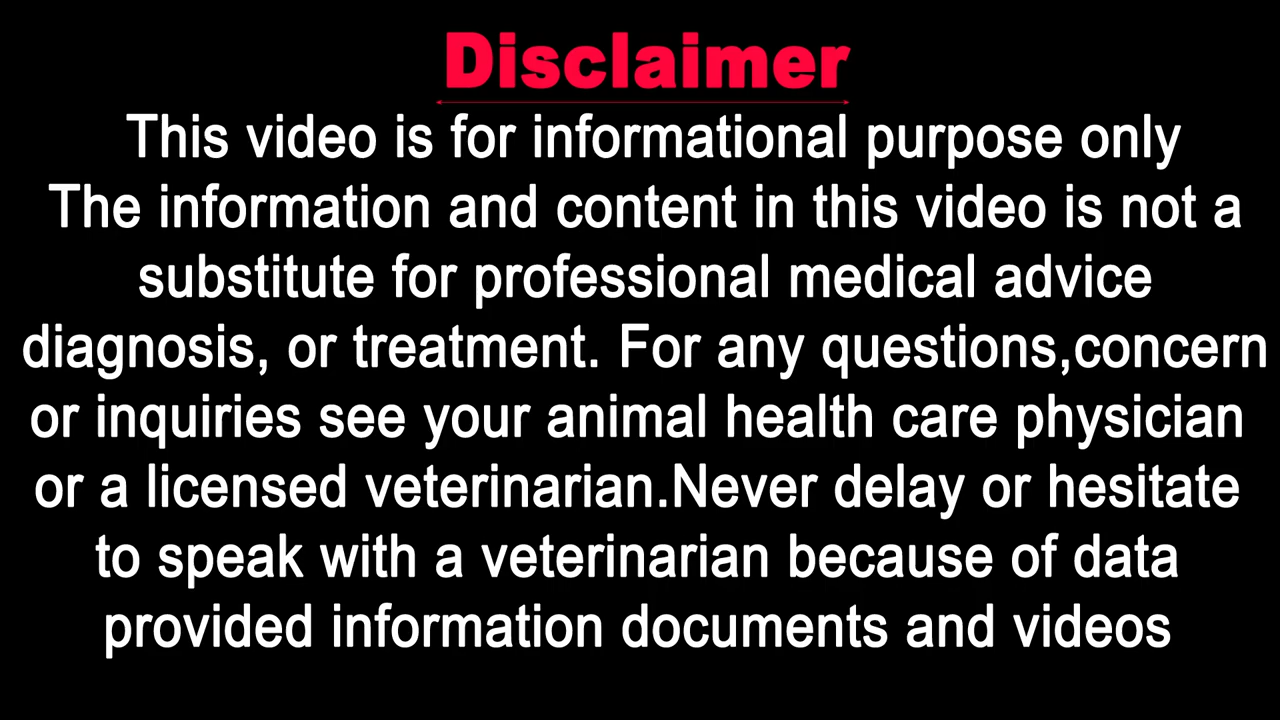 Disclaimer
This video is for informational purpose only
The information and content in this video is not a
substitute for professional medical advice
diagnosis, or treatment. For any questions,concern
or inquiries see your animal health care physician
or a licensed veterinarian.Never delay or hesitate
to speak with a veterinarian because of data
provided information documents and videos